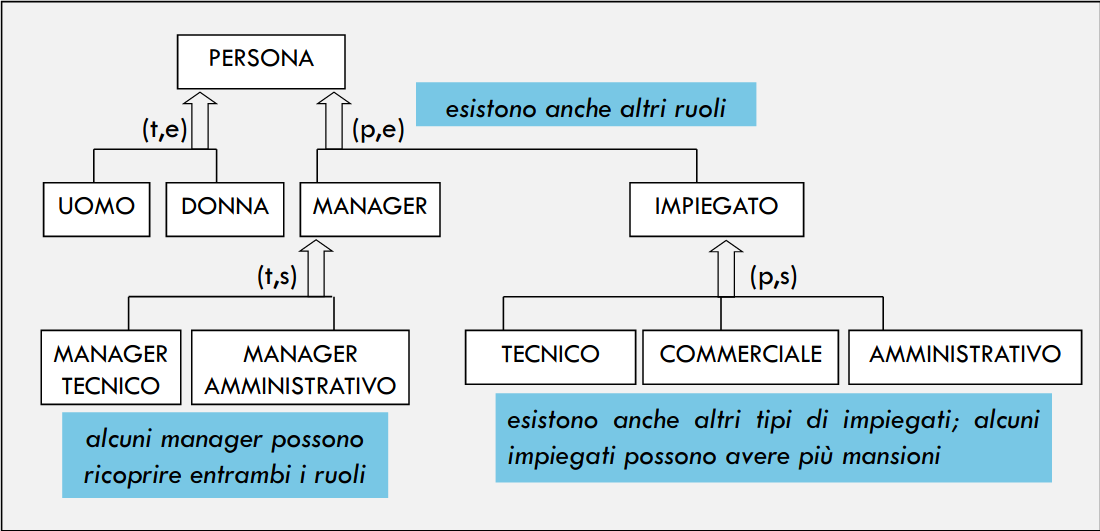 PERSONA
esistono anche altri ruoli
(t,e)
(p,e)
UOMO
DONNA
MANAGER
IMPIEGATO
(t,s)
(p,s)
MANAGER
TECNICO
MANAGER
AMMINISTRATIVO
TECNICO
COMMERCIALE
AMMINISTRATIVO
alcuni manager possono
ricoprire entrambi i ruoli
esistono anche altri tipi di impiegati; alcuni
impiegati possono avere più mansioni